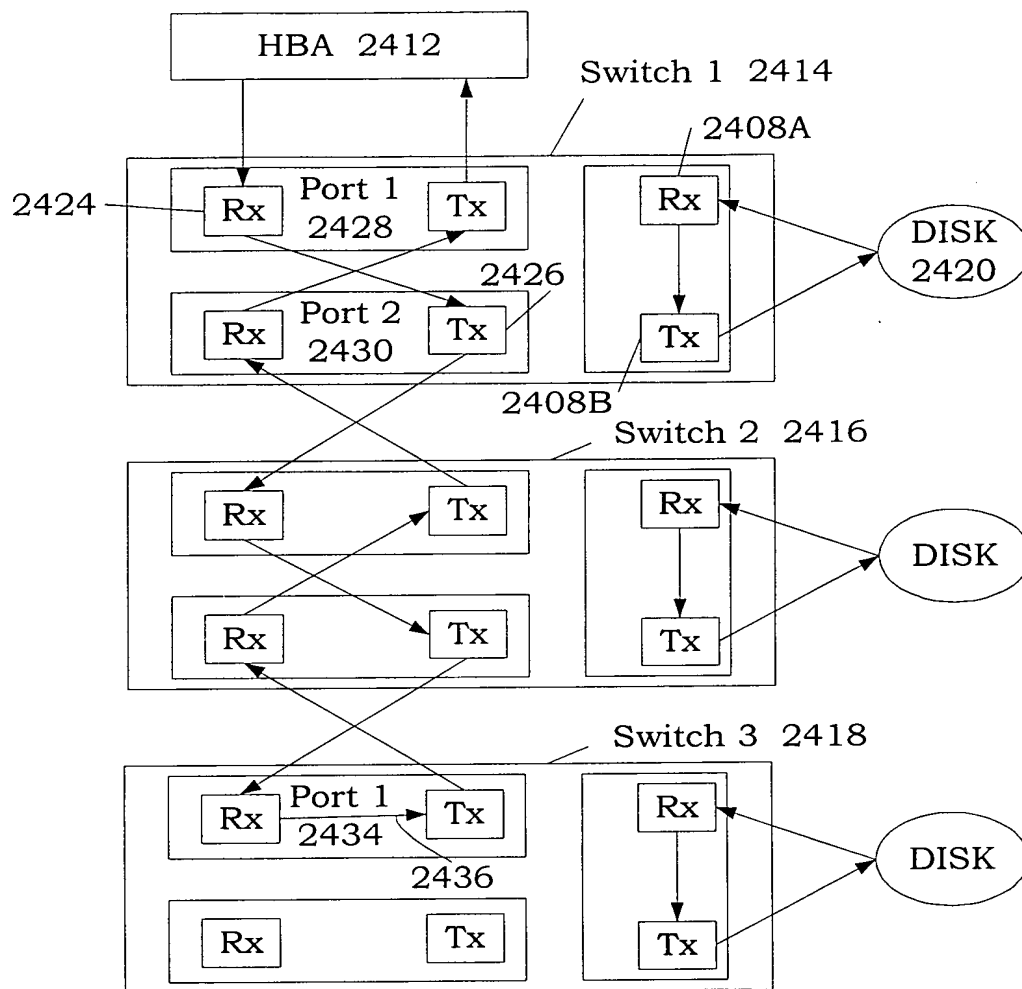 HBA 2412
Switch 1 2414
2408A
2424
Rx
Port 1
2428
Tx
Rx
DISK
2420
2426
Rx
Port 2
2430
Tx
Tx
2408B
Switch 2 2416
Rx
Tx
Rx
DISK
Rx
Tx
Tx
Switch 3 2418
Rx
Port 1
2434
Tx
Rx
2436
DISK
Rx
Tx
Tx